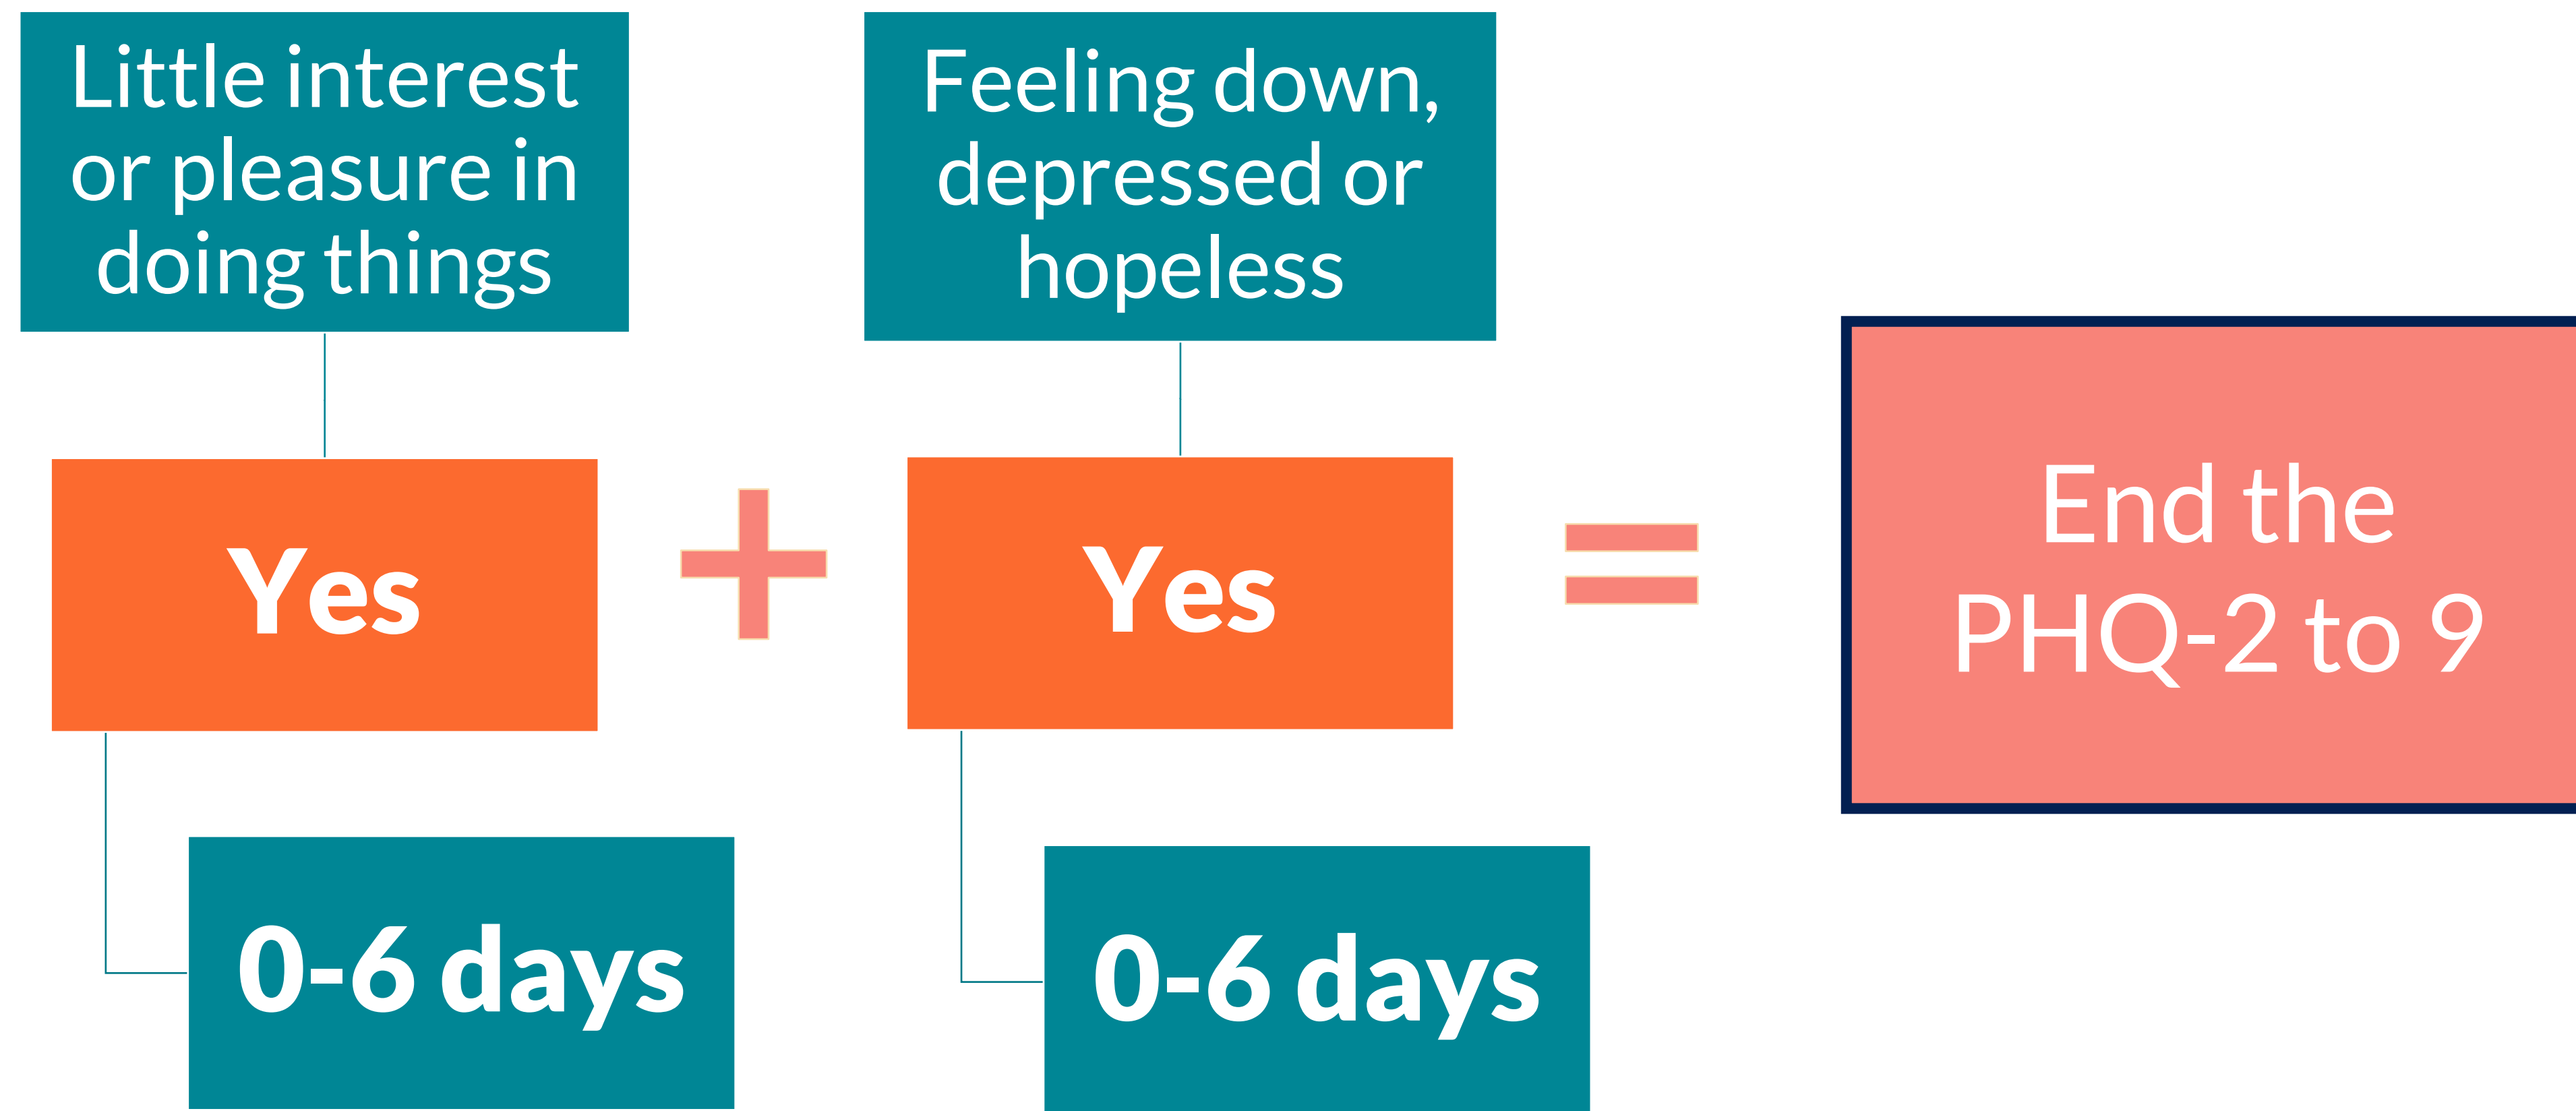 Little interest
or pleasure in
doing things
Yes
0-6 days
+
Feeling down,
depressed or
hopeless
Yes
0-6 days
=
End the
PHQ-2 to 9